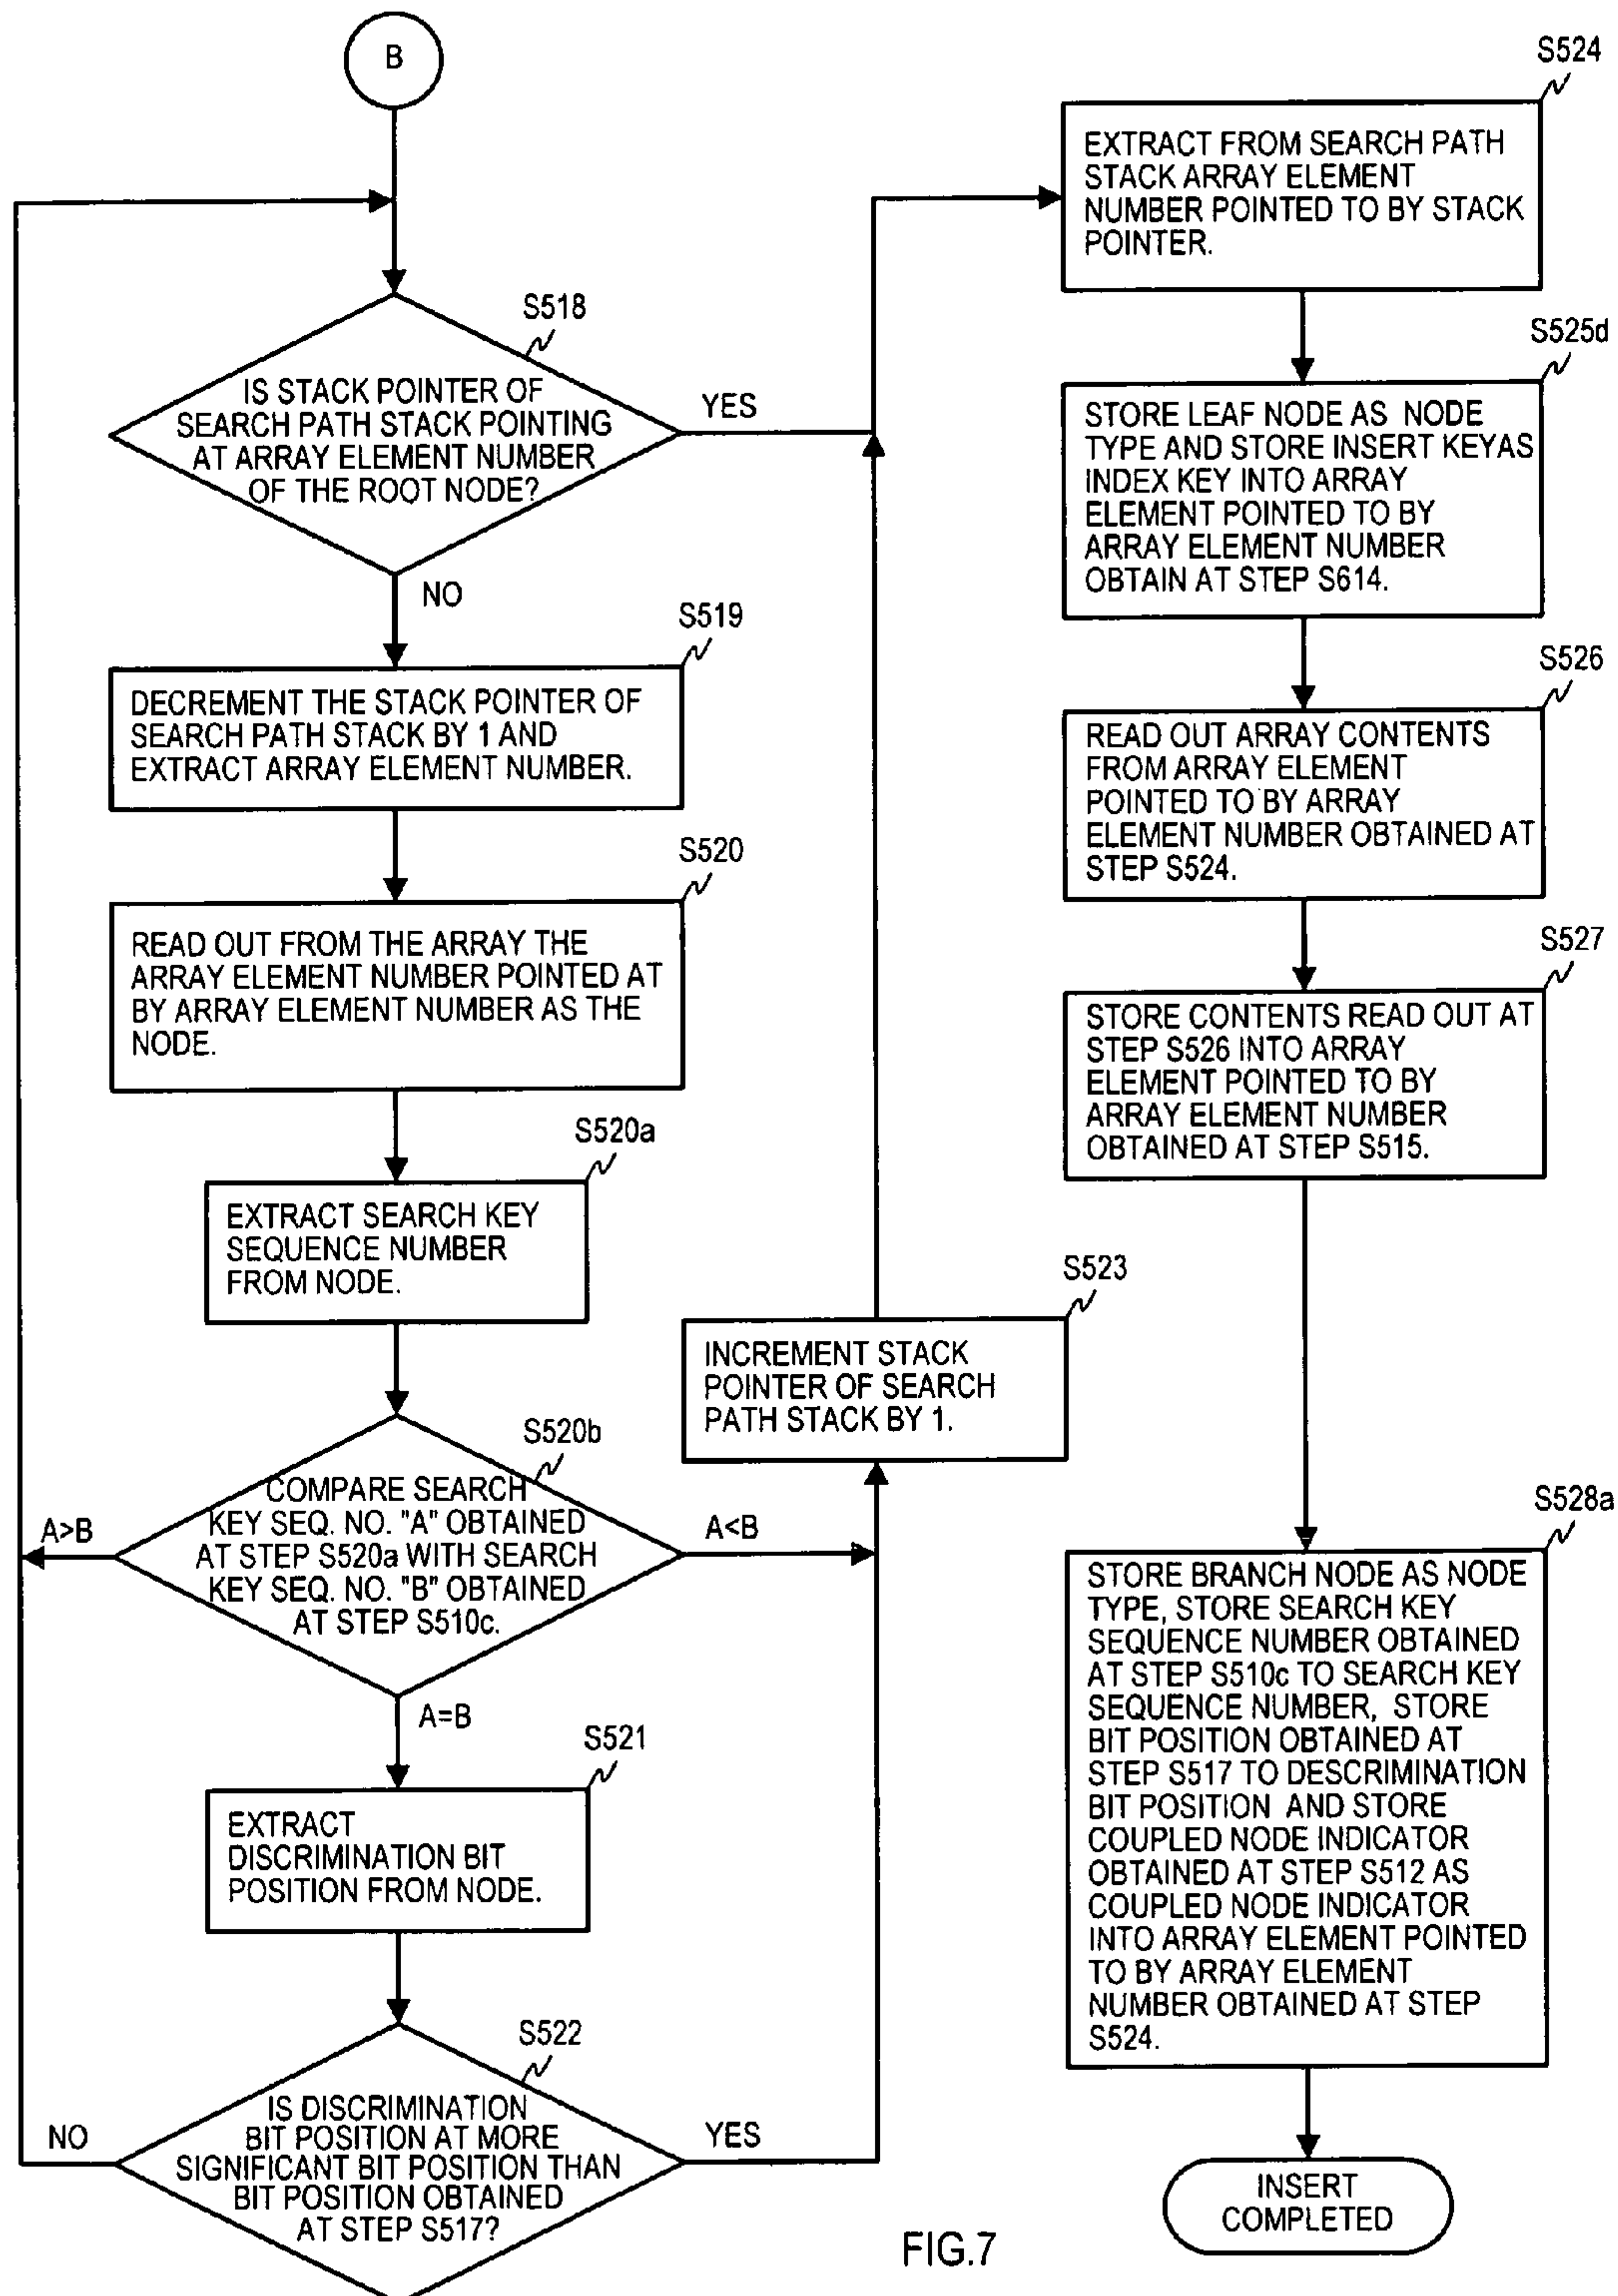 B
S518
IS STACK POINTER OF
SEARCH PATH STACK POINTING
AT ARRAY ELEMENT NUMBER
OF THE ROOT NODE?
YES
NO
S519
DECREMENT THE STACK POINTER OF
SEARCH PATH STACK BY 1 AND
EXTRACT ARRAY ELEMENT NUMBER.
S520
READ OUT FROM THE ARRAY THE
ARRAY ELEMENT NUMBER POINTED AT
BY ARRAY ELEMENT NUMBER AS THE
NODE.
S520a
EXTRACT SEARCH KEY
SEQUENCE NUMBER
FROM NODE.
S520b
COMPARE SEARCH
KEY SEQ. NO. "A" OBTAINED
AT STEP S520a WITH SEARCH
KEY SEQ. NO. "B" OBTAINED
AT STEP S510c.
A>B
A<B
A=B
S521
EXTRACT
DISCRIMINATION BIT
POSITION FROM NODE.
S522
IS DISCRIMINATION
BIT POSITION AT MORE
SIGNIFICANT BIT POSITION THAN
BIT POSITION OBTAINED
AT STEP S517?
NO
YES
S523
INCREMENT STACK
POINTER OF SEARCH
PATH STACK BY 1.
S524
EXTRACT FROM SEARCH PATH
STACK ARRAY ELEMENT
NUMBER POINTED TO BY STACK
POINTER.
S525d
STORE LEAF NODE AS NODE
TYPE AND STORE INSERT KEYAS
INDEX KEY INTO ARRAY
ELEMENT POINTED TO BY
ARRAY ELEMENT NUMBER
OBTAIN AT STEP S614.
S526
READ OUT ARRAY CONTENTS
FROM ARRAY ELEMENT
POINTED TO BY ARRAY
ELEMENT NUMBER OBTAINED AT
STEP S524.
S527
STORE CONTENTS READ OUT AT
STEP S526 INTO ARRAY
ELEMENT POINTED TO BY
ARRAY ELEMENT NUMBER
OBTAINED AT STEP S515.
S528a
STORE BRANCH NODE AS NODE
TYPE, STORE SEARCH KEY
SEQUENCE NUMBER OBTAINED
AT STEP S510c TO SEARCH KEY
SEQUENCE NUMBER, STORE
BIT POSITION OBTAINED AT
STEP S517 TO DESCRIMINATION
BIT POSITION AND STORE
COUPLED NODE INDICATOR
OBTAINED AT STEP S512 AS
COUPLED NODE INDICATOR
INTO ARRAY ELEMENT POINTED
TO BY ARRAY ELEMENT
NUMBER OBTAINED AT STEP
S524.
INSERT
COMPLETED
FIG.7